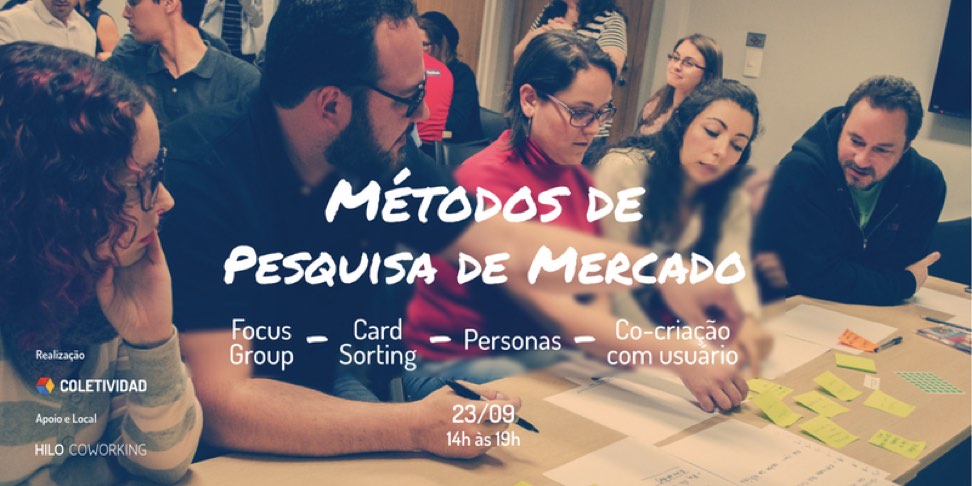 MÉTODOS DE
PESQUISA DE MERCADO
Focus
Group
-
Card
Sorting
-
Personas
-
Co-criação
com usuário
Realização
COLETIVIDAD
Apoio e Local
HILO COWORKING
23/09
14h às 19h